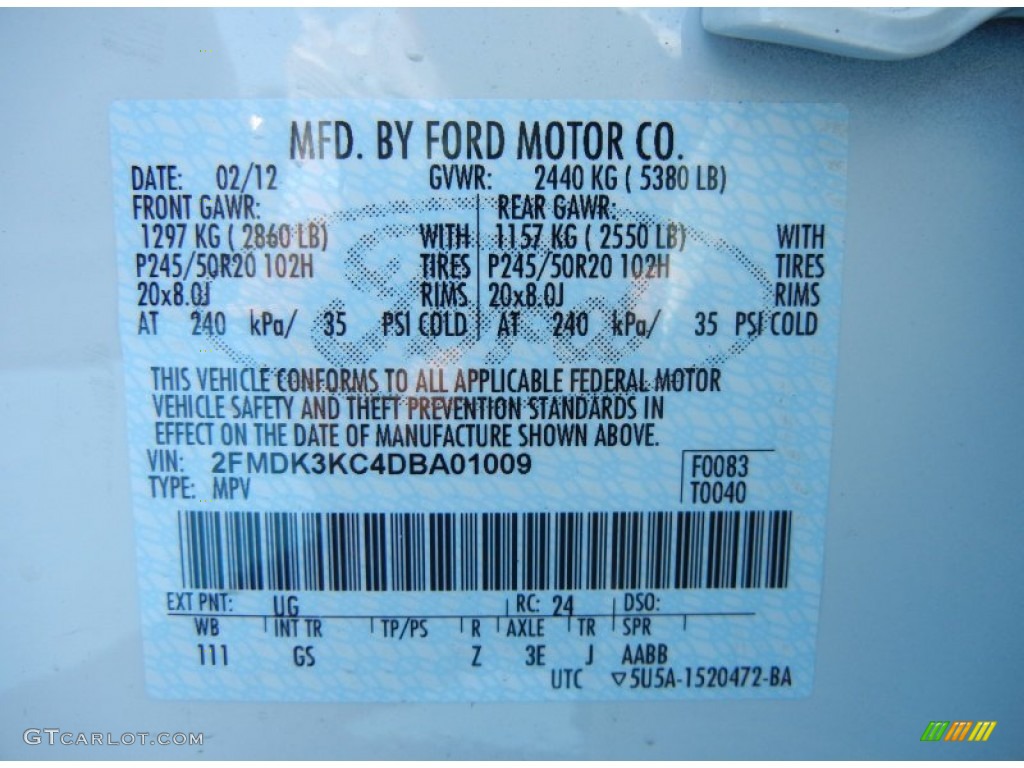 MFD. BY FORD MOTOR CO.
DATE: 02/12 GVWR: 2440 KG ( 5380 LB)
FRONT GAWR: REAR GAWR:
1297 KG ( 2860 LB) WITH 1157 KG ( 2550 LB) WITH
P245/50R20 102H TIRES P245/50R20 102H TIRES
20x8.0J RIMS 20x8.0J RIMS
AT 240 kPa/ 35 PSI COLD AT 240 kPa/ 35 PSI COLD
Ford
THIS VEHICLE CONFORMS TO ALL APPLICABLE FEDERAL MOTOR
VEHICLE SAFETY AND THEFT PREVENTION STANDARDS IN
EFFECT ON THE DATE OF MANUFACTURE SHOWN ABOVE.
VIN: 2FMDK3KC4DBA01009 F0083
TYPE: MPV T0040
EXT PNT: UG RC: 24 DSO:
WB INT TR TP/PS R AXLE TR SPR
111 GS Z 3E J AABB
UTC ▽5U5A-1520472-BA
GTCARLOT.COM